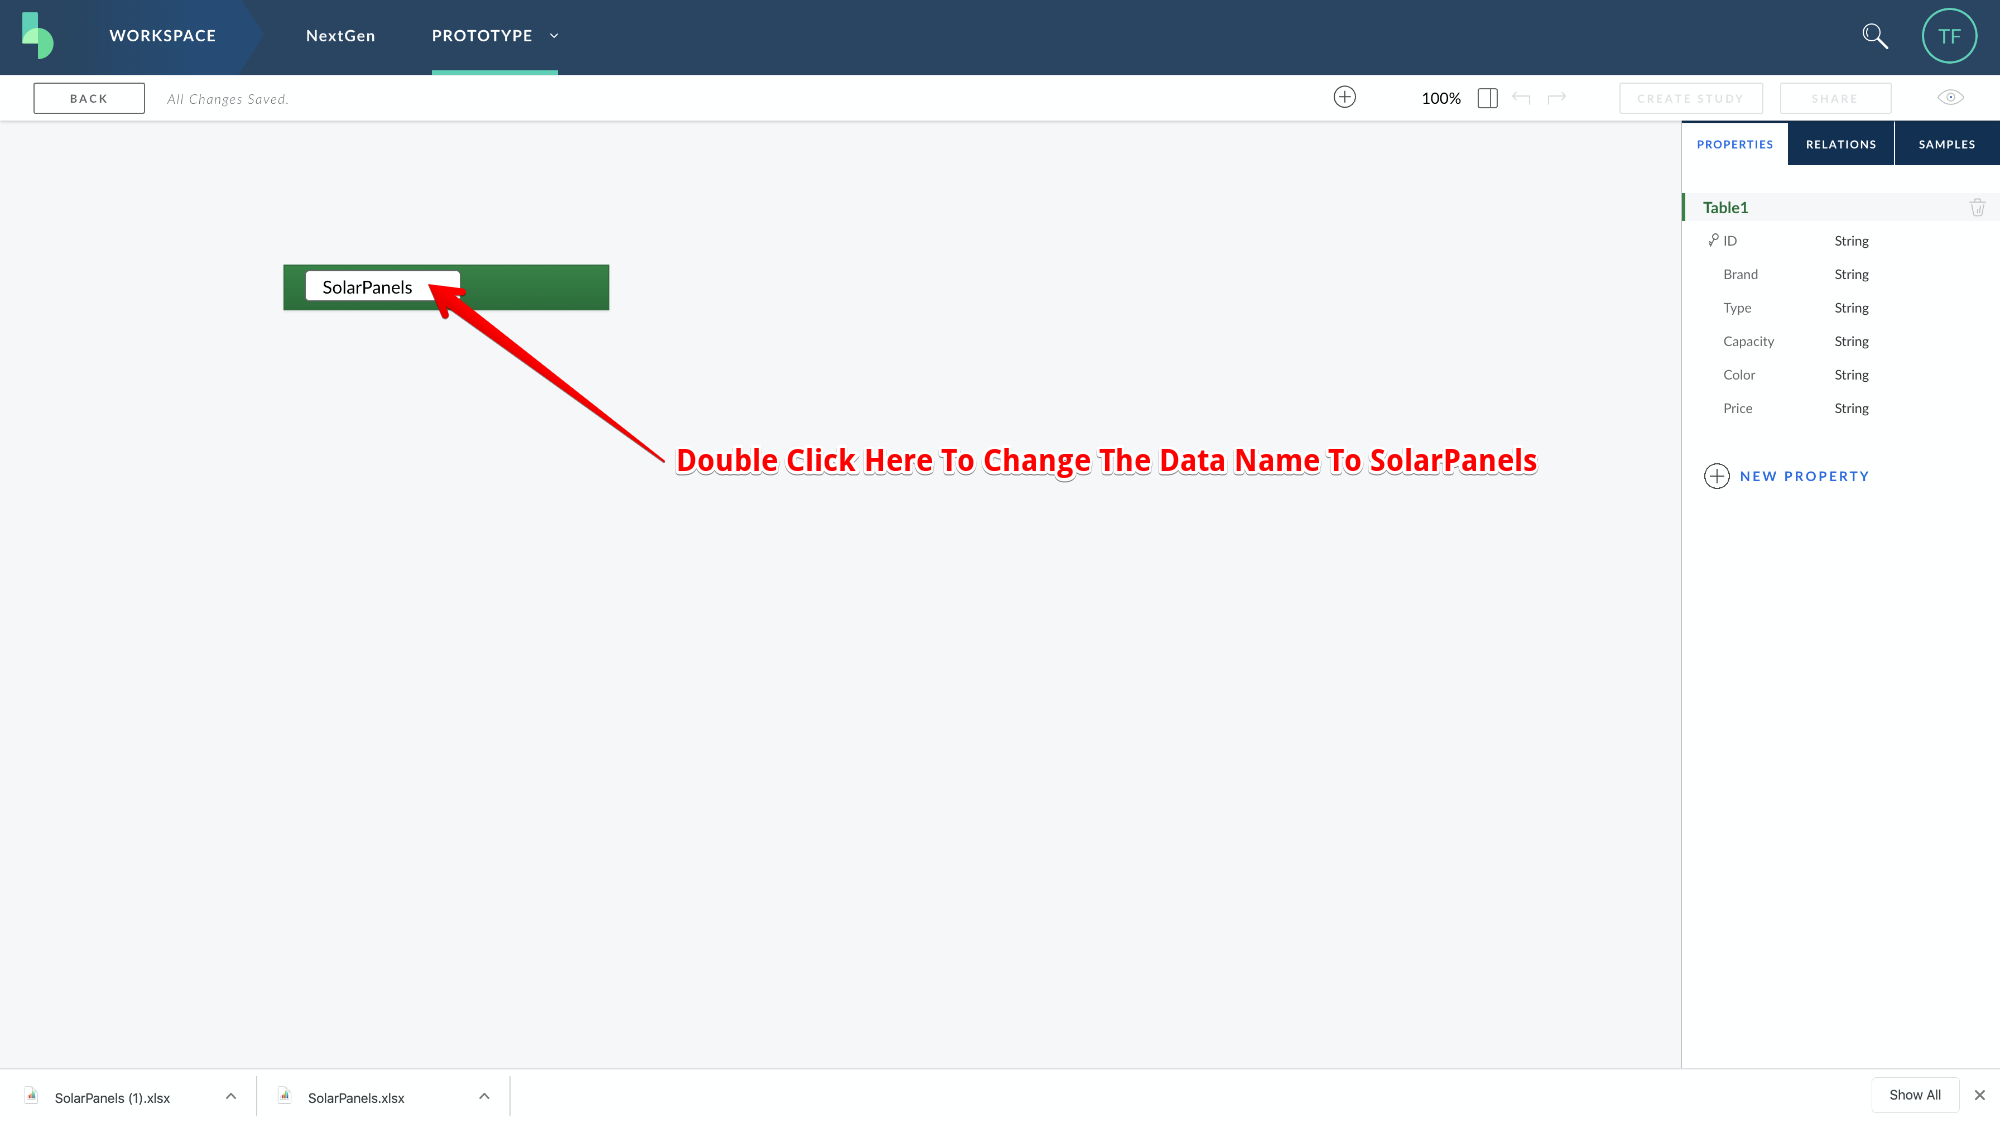 WORKSPACE
NextGen
PROTOTYPE
TF
BACK
All Changes Saved.
100%
CREATE STUDY
SHARE
PROPERTIES
RELATIONS
SAMPLES
Table1
ID String
Brand String
Type String
Capacity String
Color String
Price String
NEW PROPERTY
SolarPanels
Double Click Here To Change The Data Name To SolarPanels
SolarPanels (1).xlsx
SolarPanels.xlsx
Show All